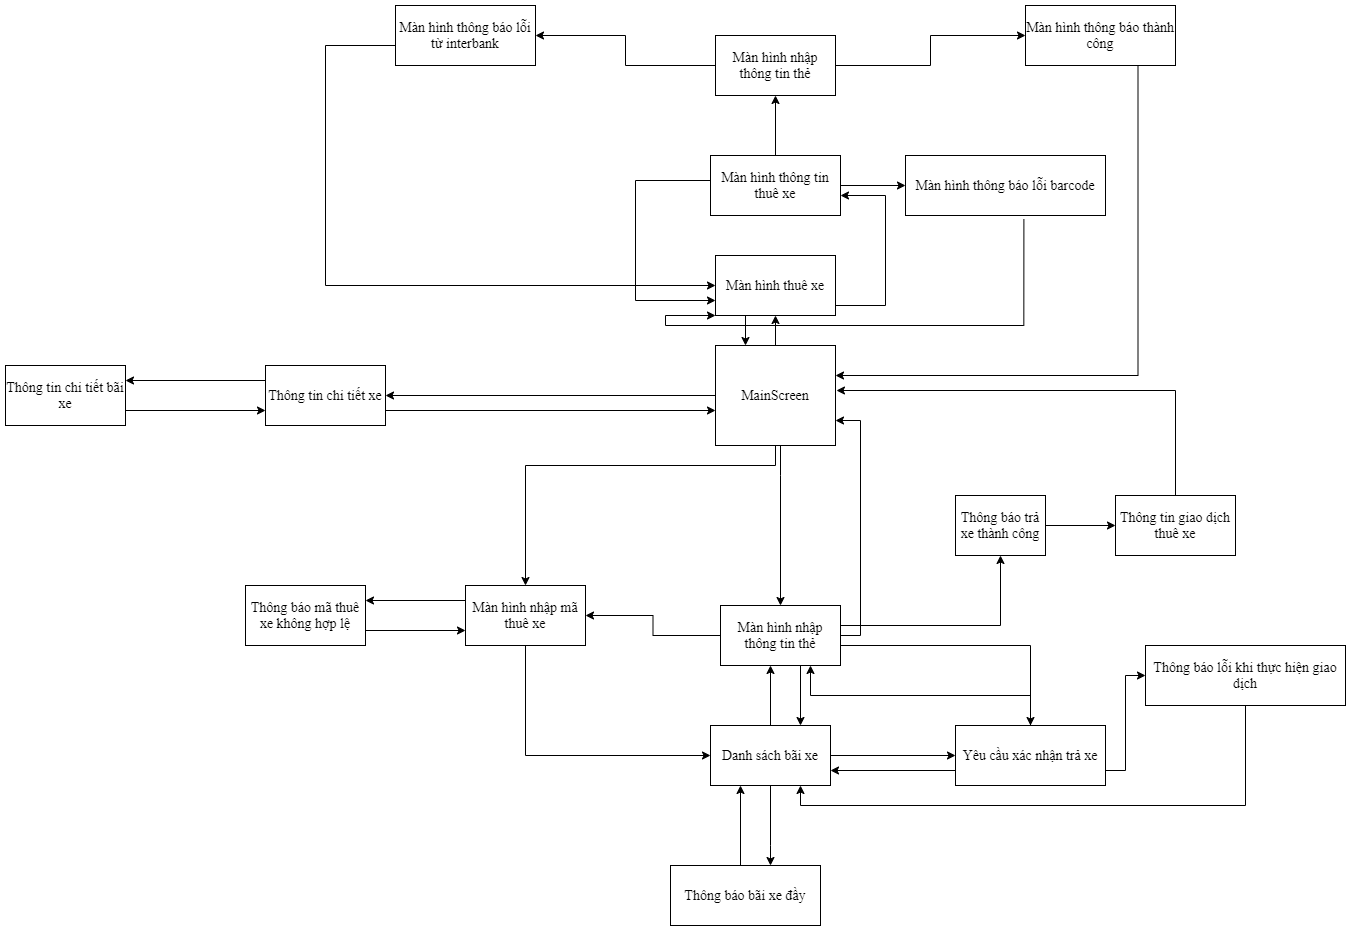 Màn hình thông báo lỗi
từ interbank
Màn hình nhập
thông tin thẻ
Màn hình thông báo thành
công
Màn hình thông tin
thuê xe
Màn hình thông báo lỗi barcode
Màn hình thuê xe
Thông tin chi tiết bãi
xe
Thông tin chi tiết xe
MainScreen
Thông báo trả
xe thành công
Thông tin giao dịch
thuê xe
Thông báo mã thuê
xe không hợp lệ
Màn hình nhập mã
thuê xe
Màn hình nhập
thông tin thẻ
Thông báo lỗi khi thực hiện giao
dịch
Danh sách bãi xe
Yêu cầu xác nhận trả xe
Thông báo bãi xe đầy